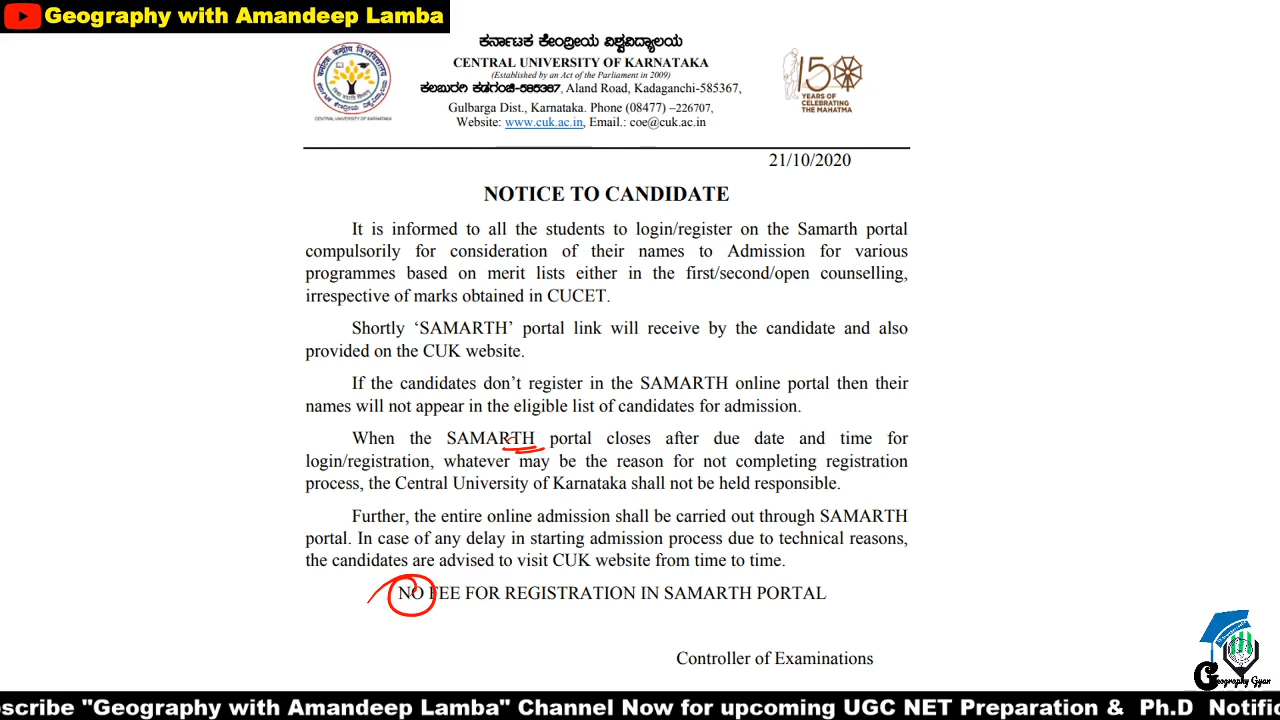 Geography with Amandeep Lamba
ಕರ್ನಾಟಕ ಕೇಂದ್ರೀಯ ವಿಶ್ವವಿದ್ಯಾಲಯ
CENTRAL UNIVERSITY OF KARNATAKA
(Established by an Act of the Parliament in 2009)
ಕಲಬುರಗಿ ಕಡಗಂಚಿ-585367, Aland Road, Kadaganchi-585367,
Gulbarga Dist., Karnataka. Phone (08477) –226707,
Website: www.cuk.ac.in, Email.: coe@cuk.ac.in
CENTRAL UNIVERSITY OF KARNATAKA
150
YEARS OF
CELEBRATING
THE MAHATMA
21/10/2020
NOTICE TO CANDIDATE
It is informed to all the students to login/register on the Samarth portal
compulsorily for consideration of their names to Admission for various
programmes based on merit lists either in the first/second/open counselling,
irrespective of marks obtained in CUCET.
Shortly ‘SAMARTH’ portal link will receive by the candidate and also
provided on the CUK website.
If the candidates don’t register in the SAMARTH online portal then their
names will not appear in the eligible list of candidates for admission.
When the SAMARTH portal closes after due date and time for
login/registration, whatever may be the reason for not completing registration
process, the Central University of Karnataka shall not be held responsible.
Further, the entire online admission shall be carried out through SAMARTH
portal. In case of any delay in starting admission process due to technical reasons,
the candidates are advised to visit CUK website from time to time.
NO FEE FOR REGISTRATION IN SAMARTH PORTAL
Controller of Examinations
Geography Gyan
scribe "Geography with Amandeep Lamba" Channel Now for upcoming UGC NET Preparation & Ph.D Notific